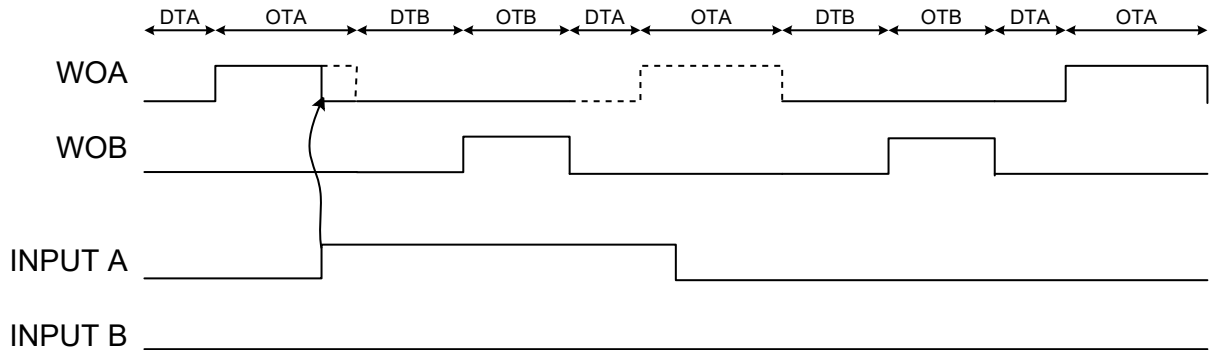 DTA OTA DTB OTB DTA OTA DTB OTB DTA OTA
WOA
WOB
INPUT A
INPUT B